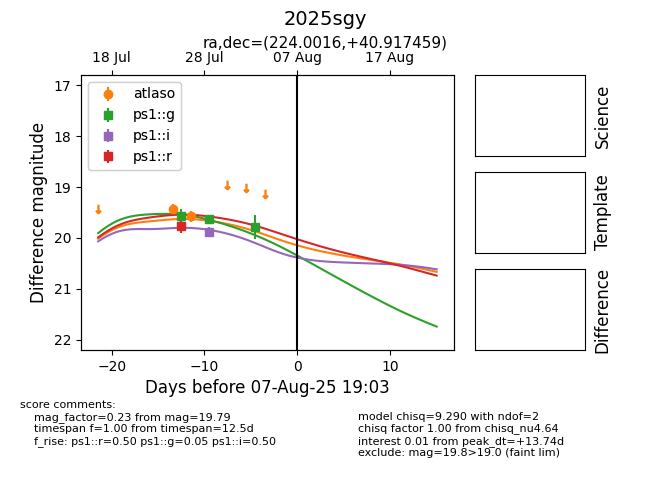 2025sgy
ra,dec=(224.0016,+40.917459)
18 Jul 28 Jul 07 Aug 17 Aug
17
18
19
20
21
22
Difference magnitude
atlaso
ps1::g
ps1::i
ps1::r
−20 −10 0 10
Days before 07-Aug-25 19:03
Science
Template
Difference
score comments:
mag_factor=0.23 from mag=19.79
timespan f=1.00 from timespan=12.5d
f_rise: ps1::r=0.50 ps1::g=0.05 ps1::i=0.50
model chisq=9.290 with ndof=2
chisq factor 1.00 from chisq_nu4.64
interest 0.01 from peak_dt=+13.74d
exclude: mag=19.8>19.0 (faint lim)